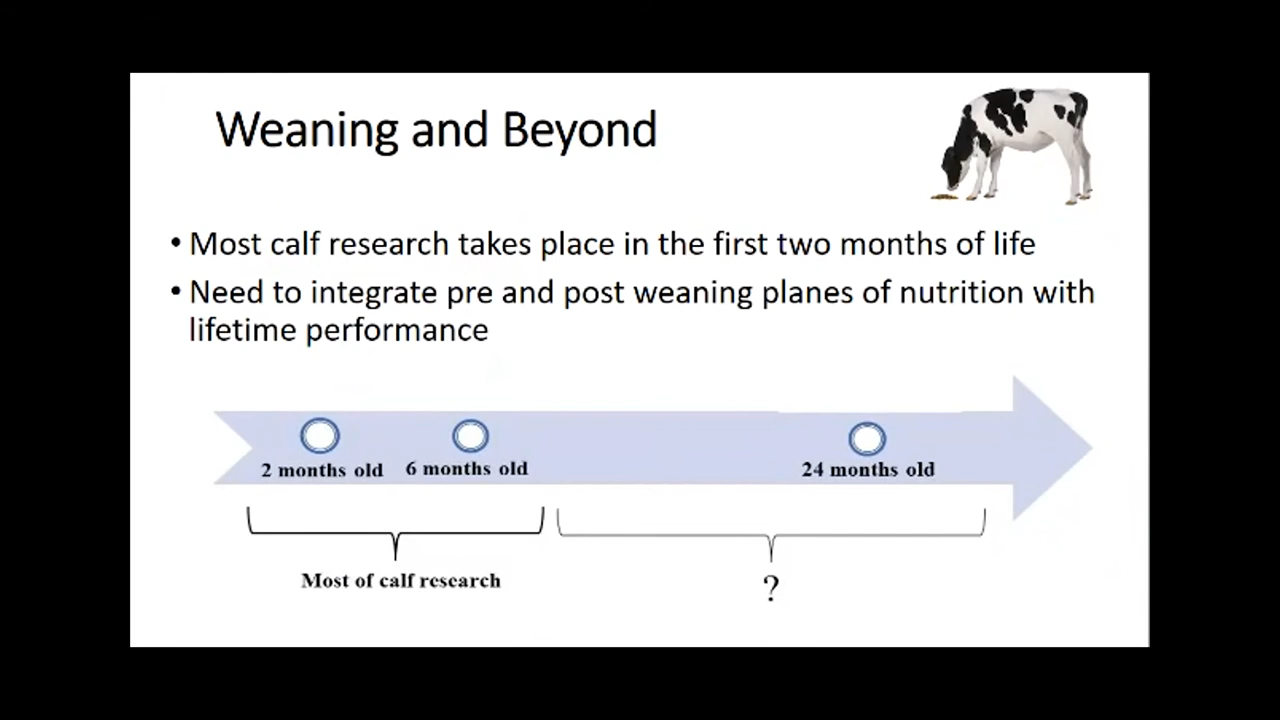 Weaning and Beyond
• Most calf research takes place in the first two months of life
• Need to integrate pre and post weaning planes of nutrition with
lifetime performance
2 months old
6 months old
24 months old
Most of calf research
?